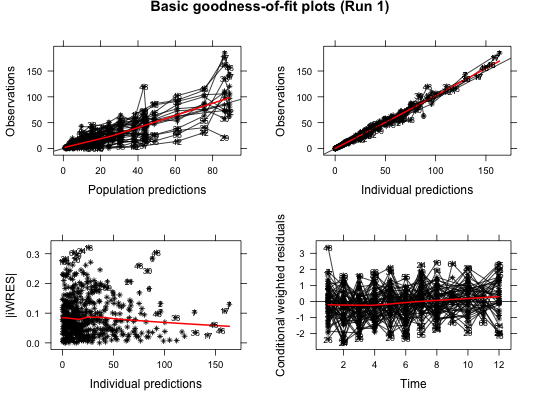 Basic goodness-of-fit plots (Run 1)
Observations
150
100
50
0
0 20 40 60 80
Population predictions
Observations
150
100
50
0
0 50 100 150
Individual predictions
|iWRES|
0.3
0.2
0.1
0.0
0 50 100 150
Individual predictions
Conditional weighted residuals
3
2
1
0
-1
-2
2 4 6 8 10 12
Time